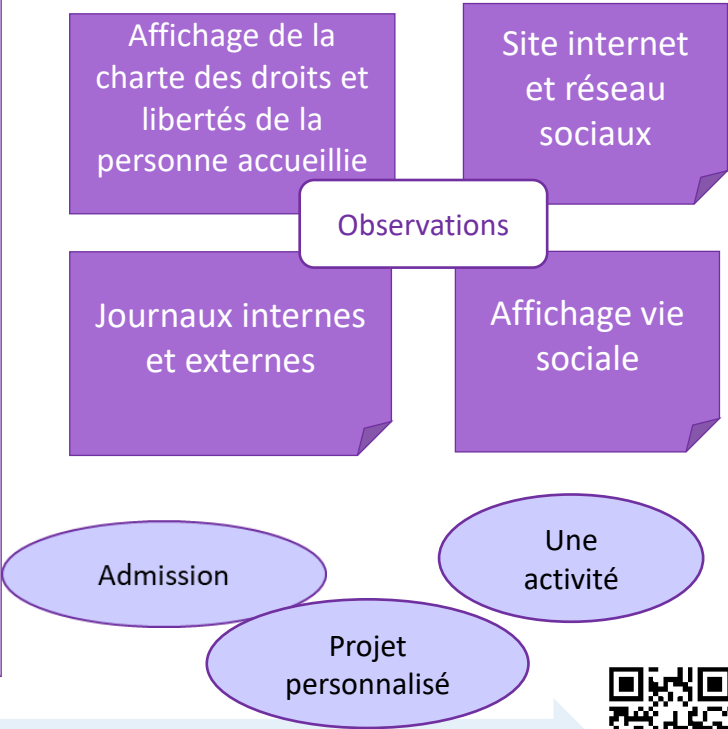 Affichage de la
charte des droits et
libertés de la
personne accueillie
Site internet
et réseau
sociaux
Observations
Journaux internes
et externes
Affichage vie
sociale
Admission
Une
activité
Projet
personnalisé